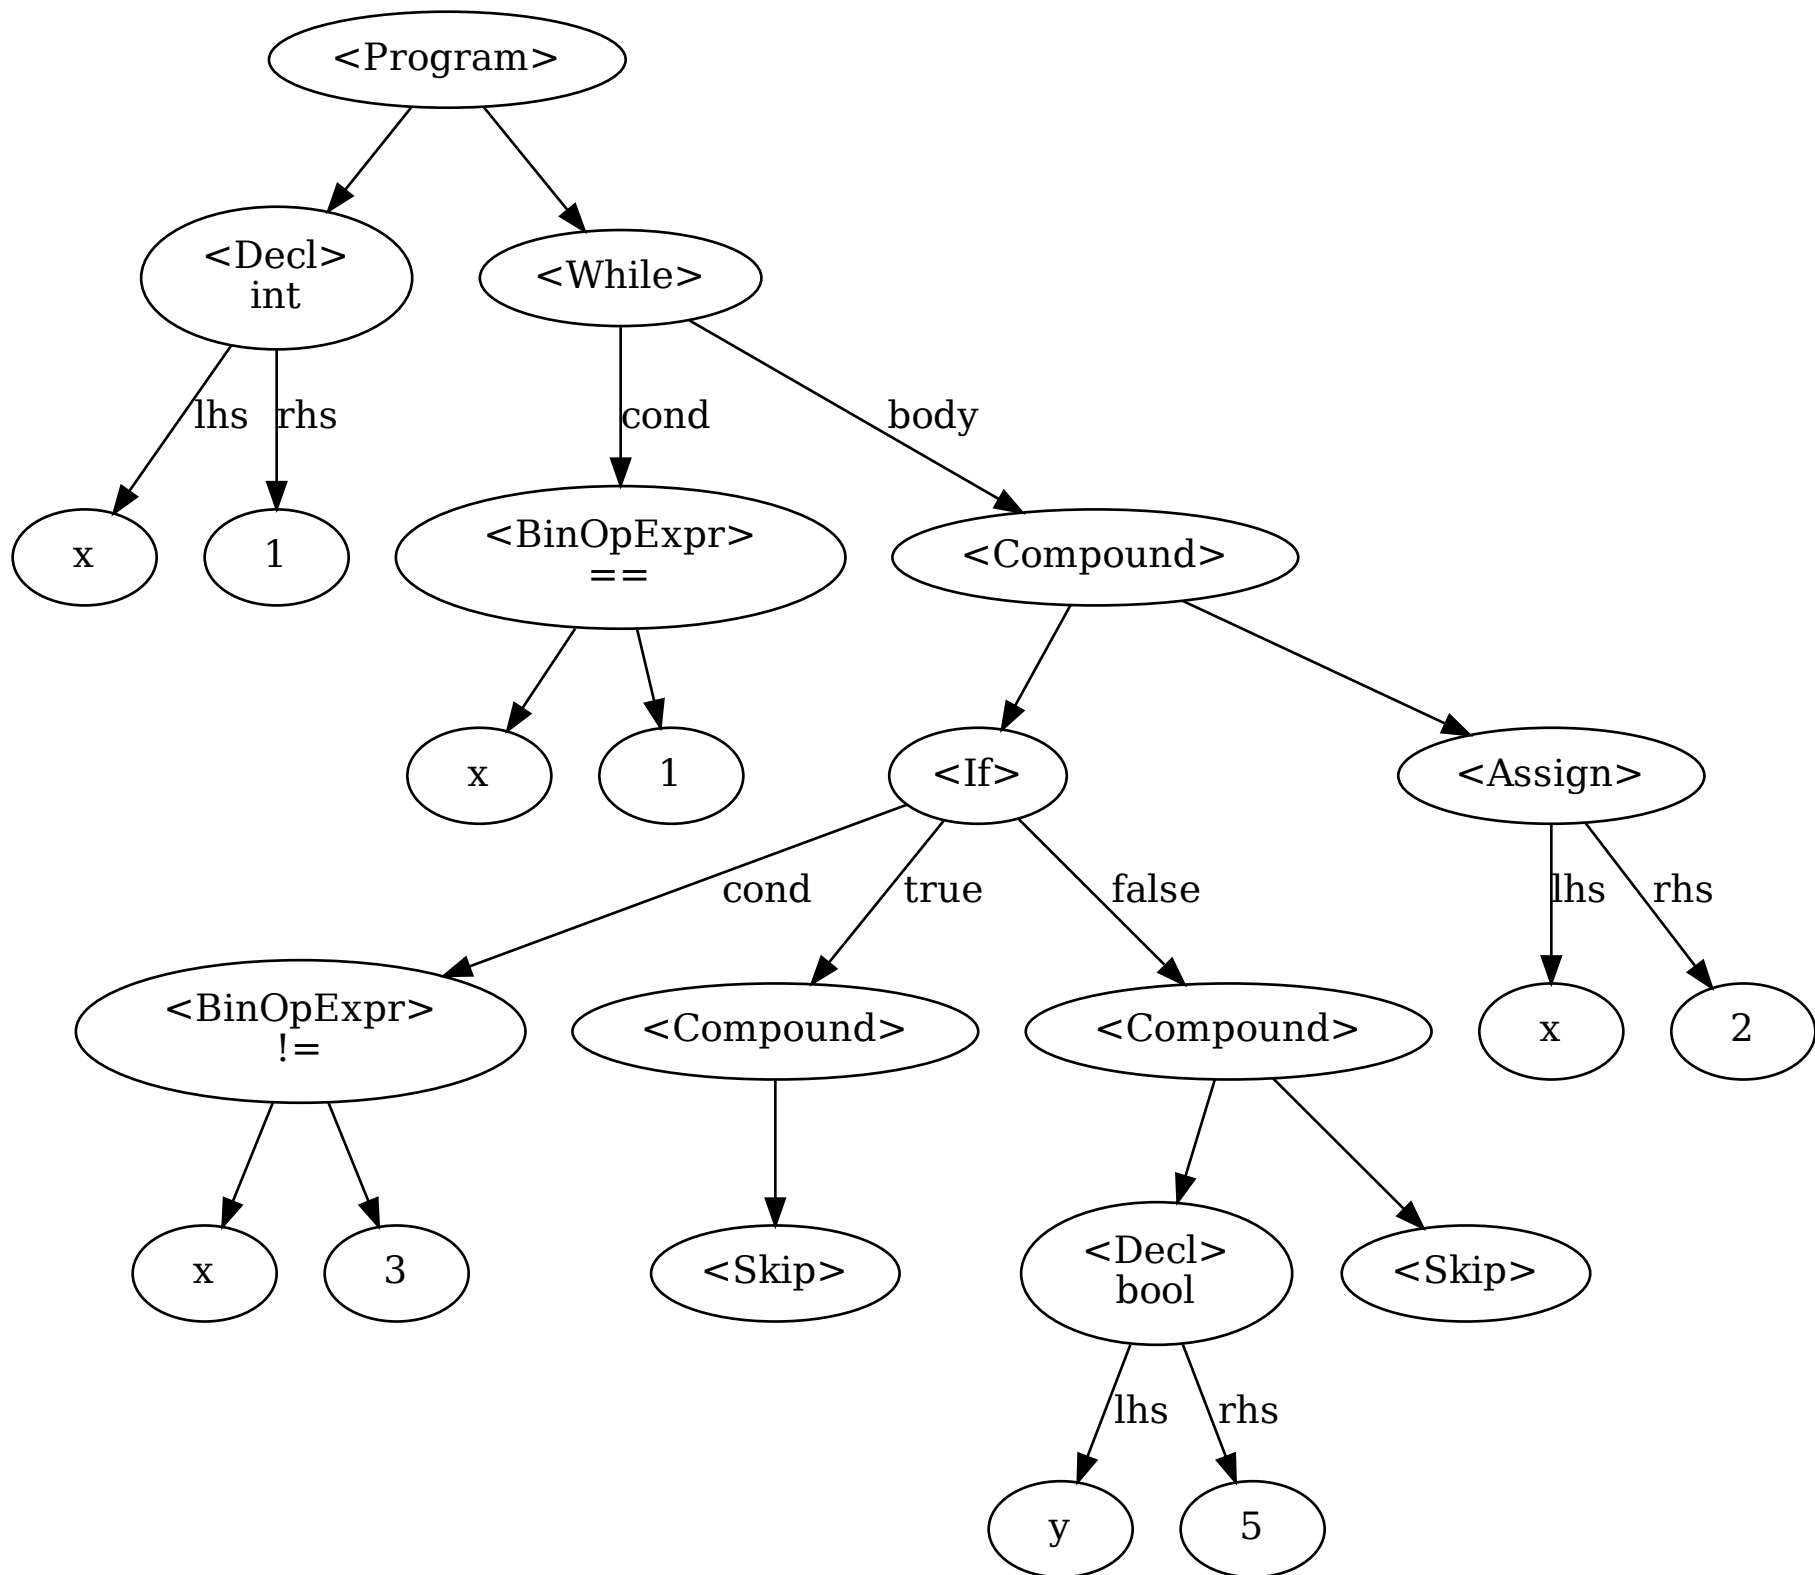 <Program>
<Decl>
int
<While>
lhs
rhs
cond
body
x
1
<BinOpExpr>
==
<Compound>
x
1
<If>
<Assign>
cond
true
false
lhs
rhs
<BinOpExpr>
!=
<Compound>
<Compound>
x
2
x
3
<Skip>
<Decl>
bool
<Skip>
lhs
rhs
y
5